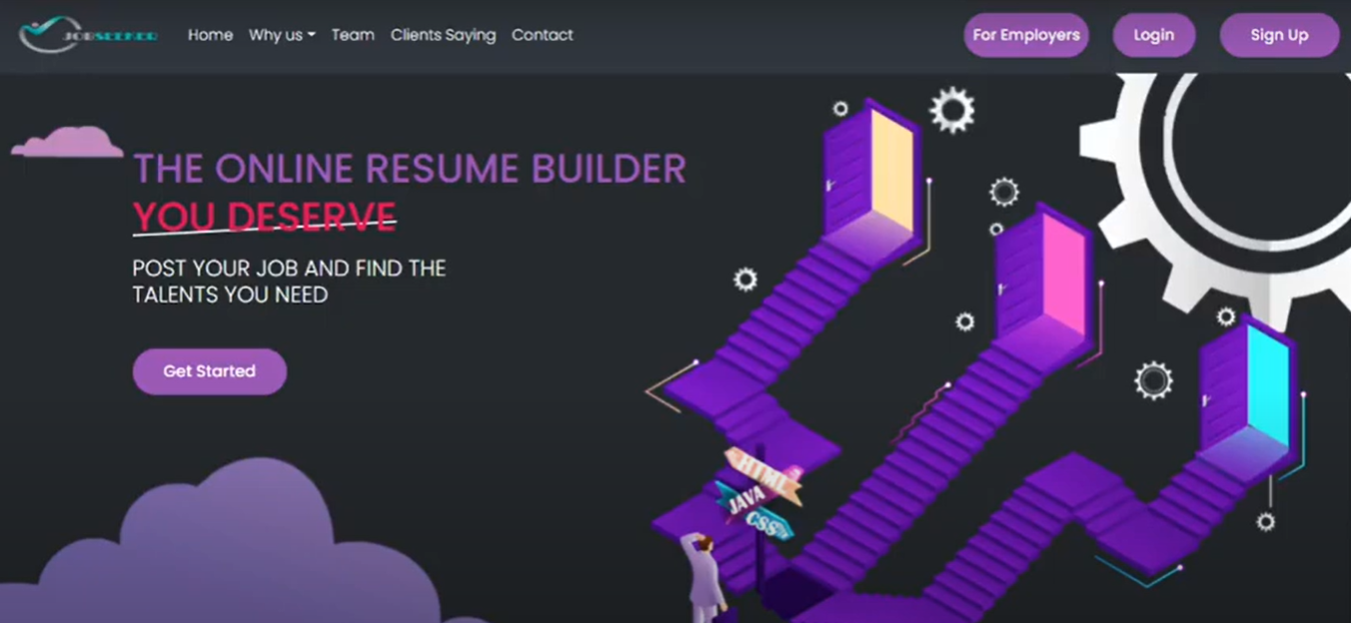 JOBSEEKER
Home Why us Team Clients Saying Contact For Employers Login Sign Up
THE ONLINE RESUME BUILDER
YOU DESERVE
POST YOUR JOB AND FIND THE
TALENTS YOU NEED
Get Started
HTML
JAVA
CSS